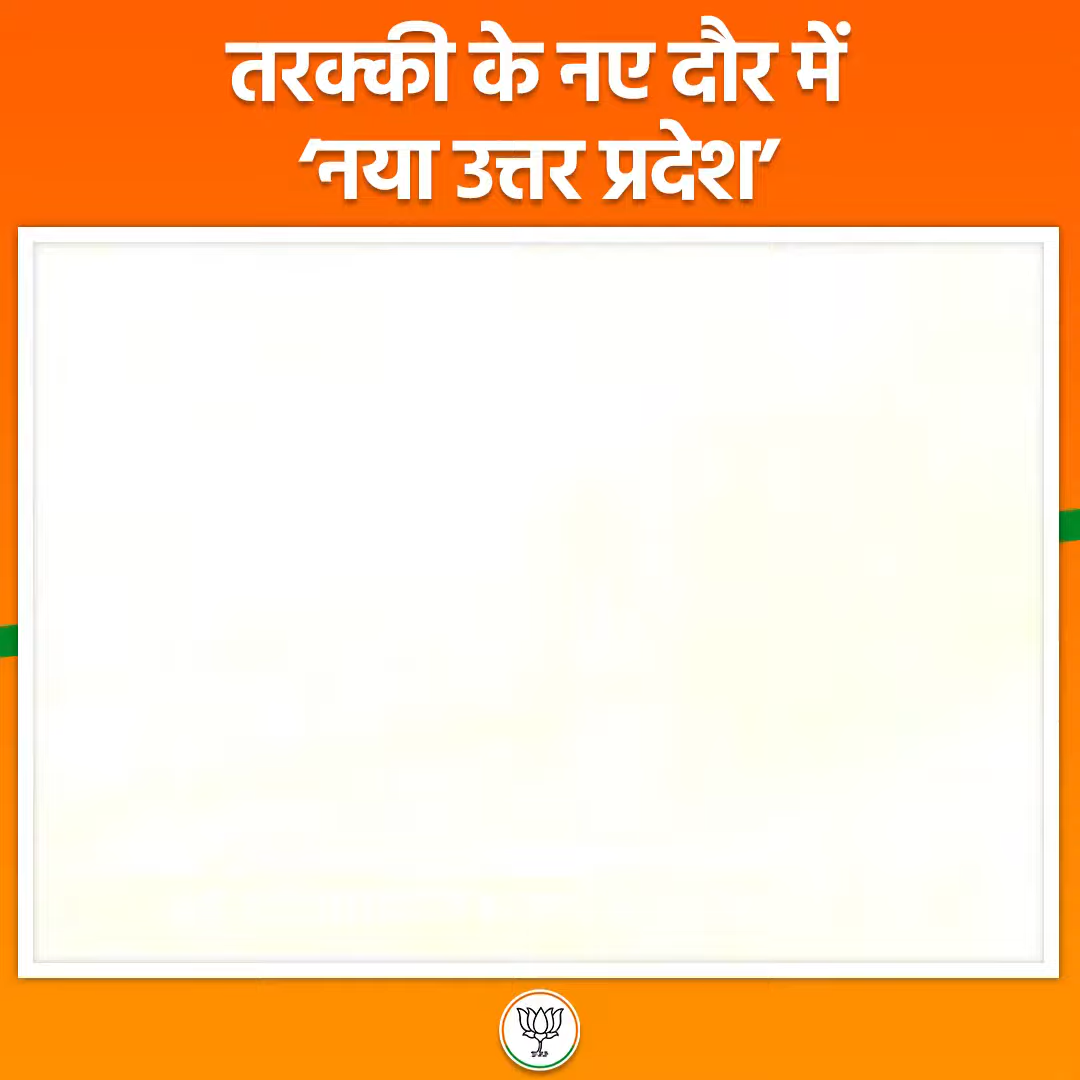 तरक्की के नए दौर में
‘नया उत्तर प्रदेश’